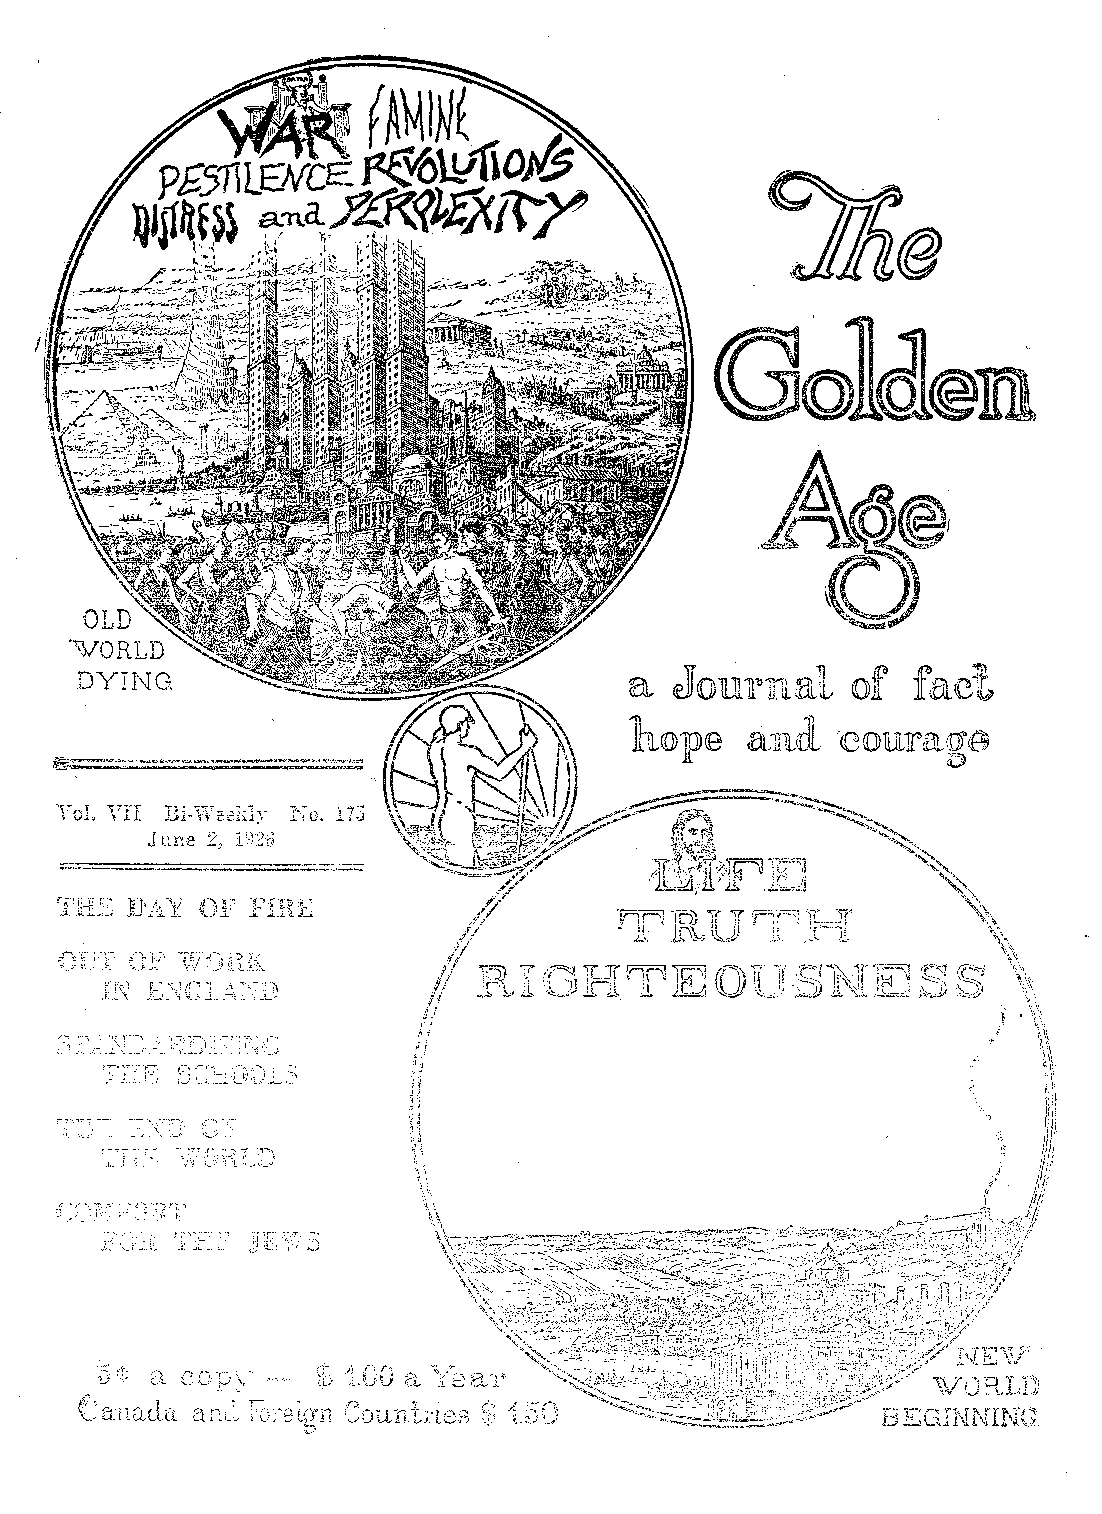 WAR FAMINE
PESTILENCE REVOLUTIONS
DISTRESS and PERPLEXITY
The
Golden
Age
OLD
WORLD
DYING
a Journal of fact
hope and courage
Vol. VII Bi-Weekly No. 175
June 2, 1926
THE DAY OF FIRE
OUT OF WORK
IN ENGLAND
STANDARDIZING
THE SCHOOLS
THE END OF
THE WORLD
COMFORT
FOR THE JEWS
LIFE
TRUTH
RIGHTEOUSNESS
5¢ a copy — $1.00 a Year
Canada and Foreign Countries $1.50
NEW
WORLD
BEGINNING